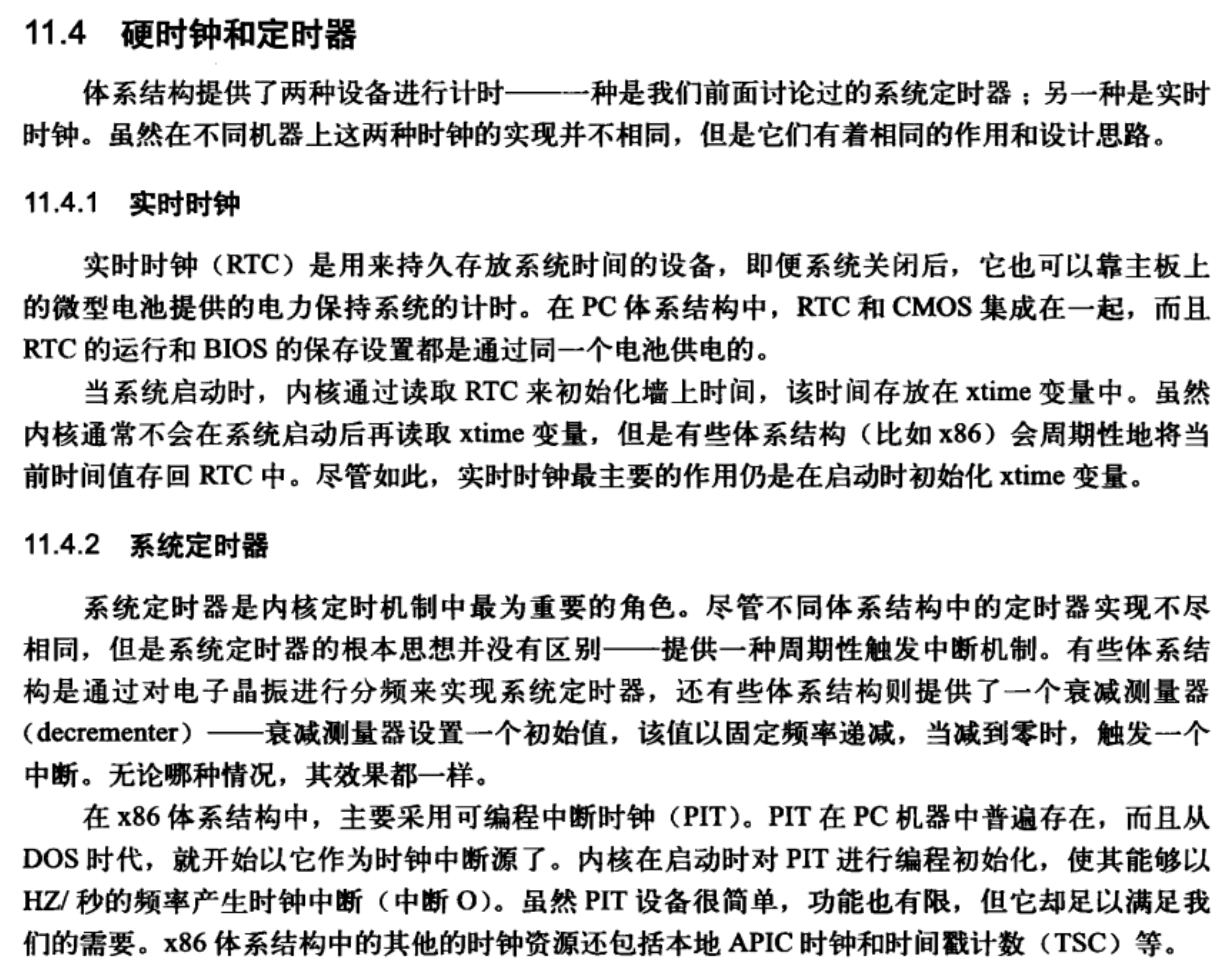 11.4 硬时钟和定时器
体系结构提供了两种设备进行计时——一种是我们前面讨论过的系统定时器；另一种是实时
时钟。虽然在不同机器上这两种时钟的实现并不相同，但是它们有着相同的作用和设计思路。
11.4.1 实时时钟
实时时钟（RTC）是用来持久存放系统时间的设备，即便系统关闭后，它也可以靠主板上
的微型电池提供的电力保持系统的计时。在 PC 体系结构中，RTC 和 CMOS 集成在一起，而且
RTC 的运行和 BIOS 的保存设置都是通过同一个电池供电的。
当系统启动时，内核通过读取 RTC 来初始化墙上时间，该时间存放在 xtime 变量中。虽然
内核通常不会在系统启动后再读取 xtime 变量，但是有些体系结构（比如 x86）会周期性地将当
前时间值存回 RTC 中。尽管如此，实时时钟最主要的作用仍是在启动时初始化 xtime 变量。
11.4.2 系统定时器
系统定时器是内核定时机制中最为重要的角色。尽管不同体系结构中的定时器实现不尽
相同，但是系统定时器的根本思想并没有区别——提供一种周期性触发中断机制。有些体系结
构是通过对电子晶振进行分频来实现系统定时器，还有些体系结构则提供了一个衰减测量器
（decrementer）——衰减测量器设置一个初始值，该值以固定频率递减，当减到零时，触发一个
中断。无论哪种情况，其效果都一样。
在 x86 体系结构中，主要采用可编程中断时钟（PIT）。PIT 在 PC 机器中普遍存在，而且从
DOS 时代，就开始以它作为时钟中断源了。内核在启动时对 PIT 进行编程初始化，使其能够以
HZ/ 秒的频率产生时钟中断（中断 O）。虽然 PIT 设备很简单，功能也有限，但它却足以满足我
们的需要。x86 体系结构中的其他的时钟资源还包括本地 APIC 时钟和时间戳计数（TSC）等。